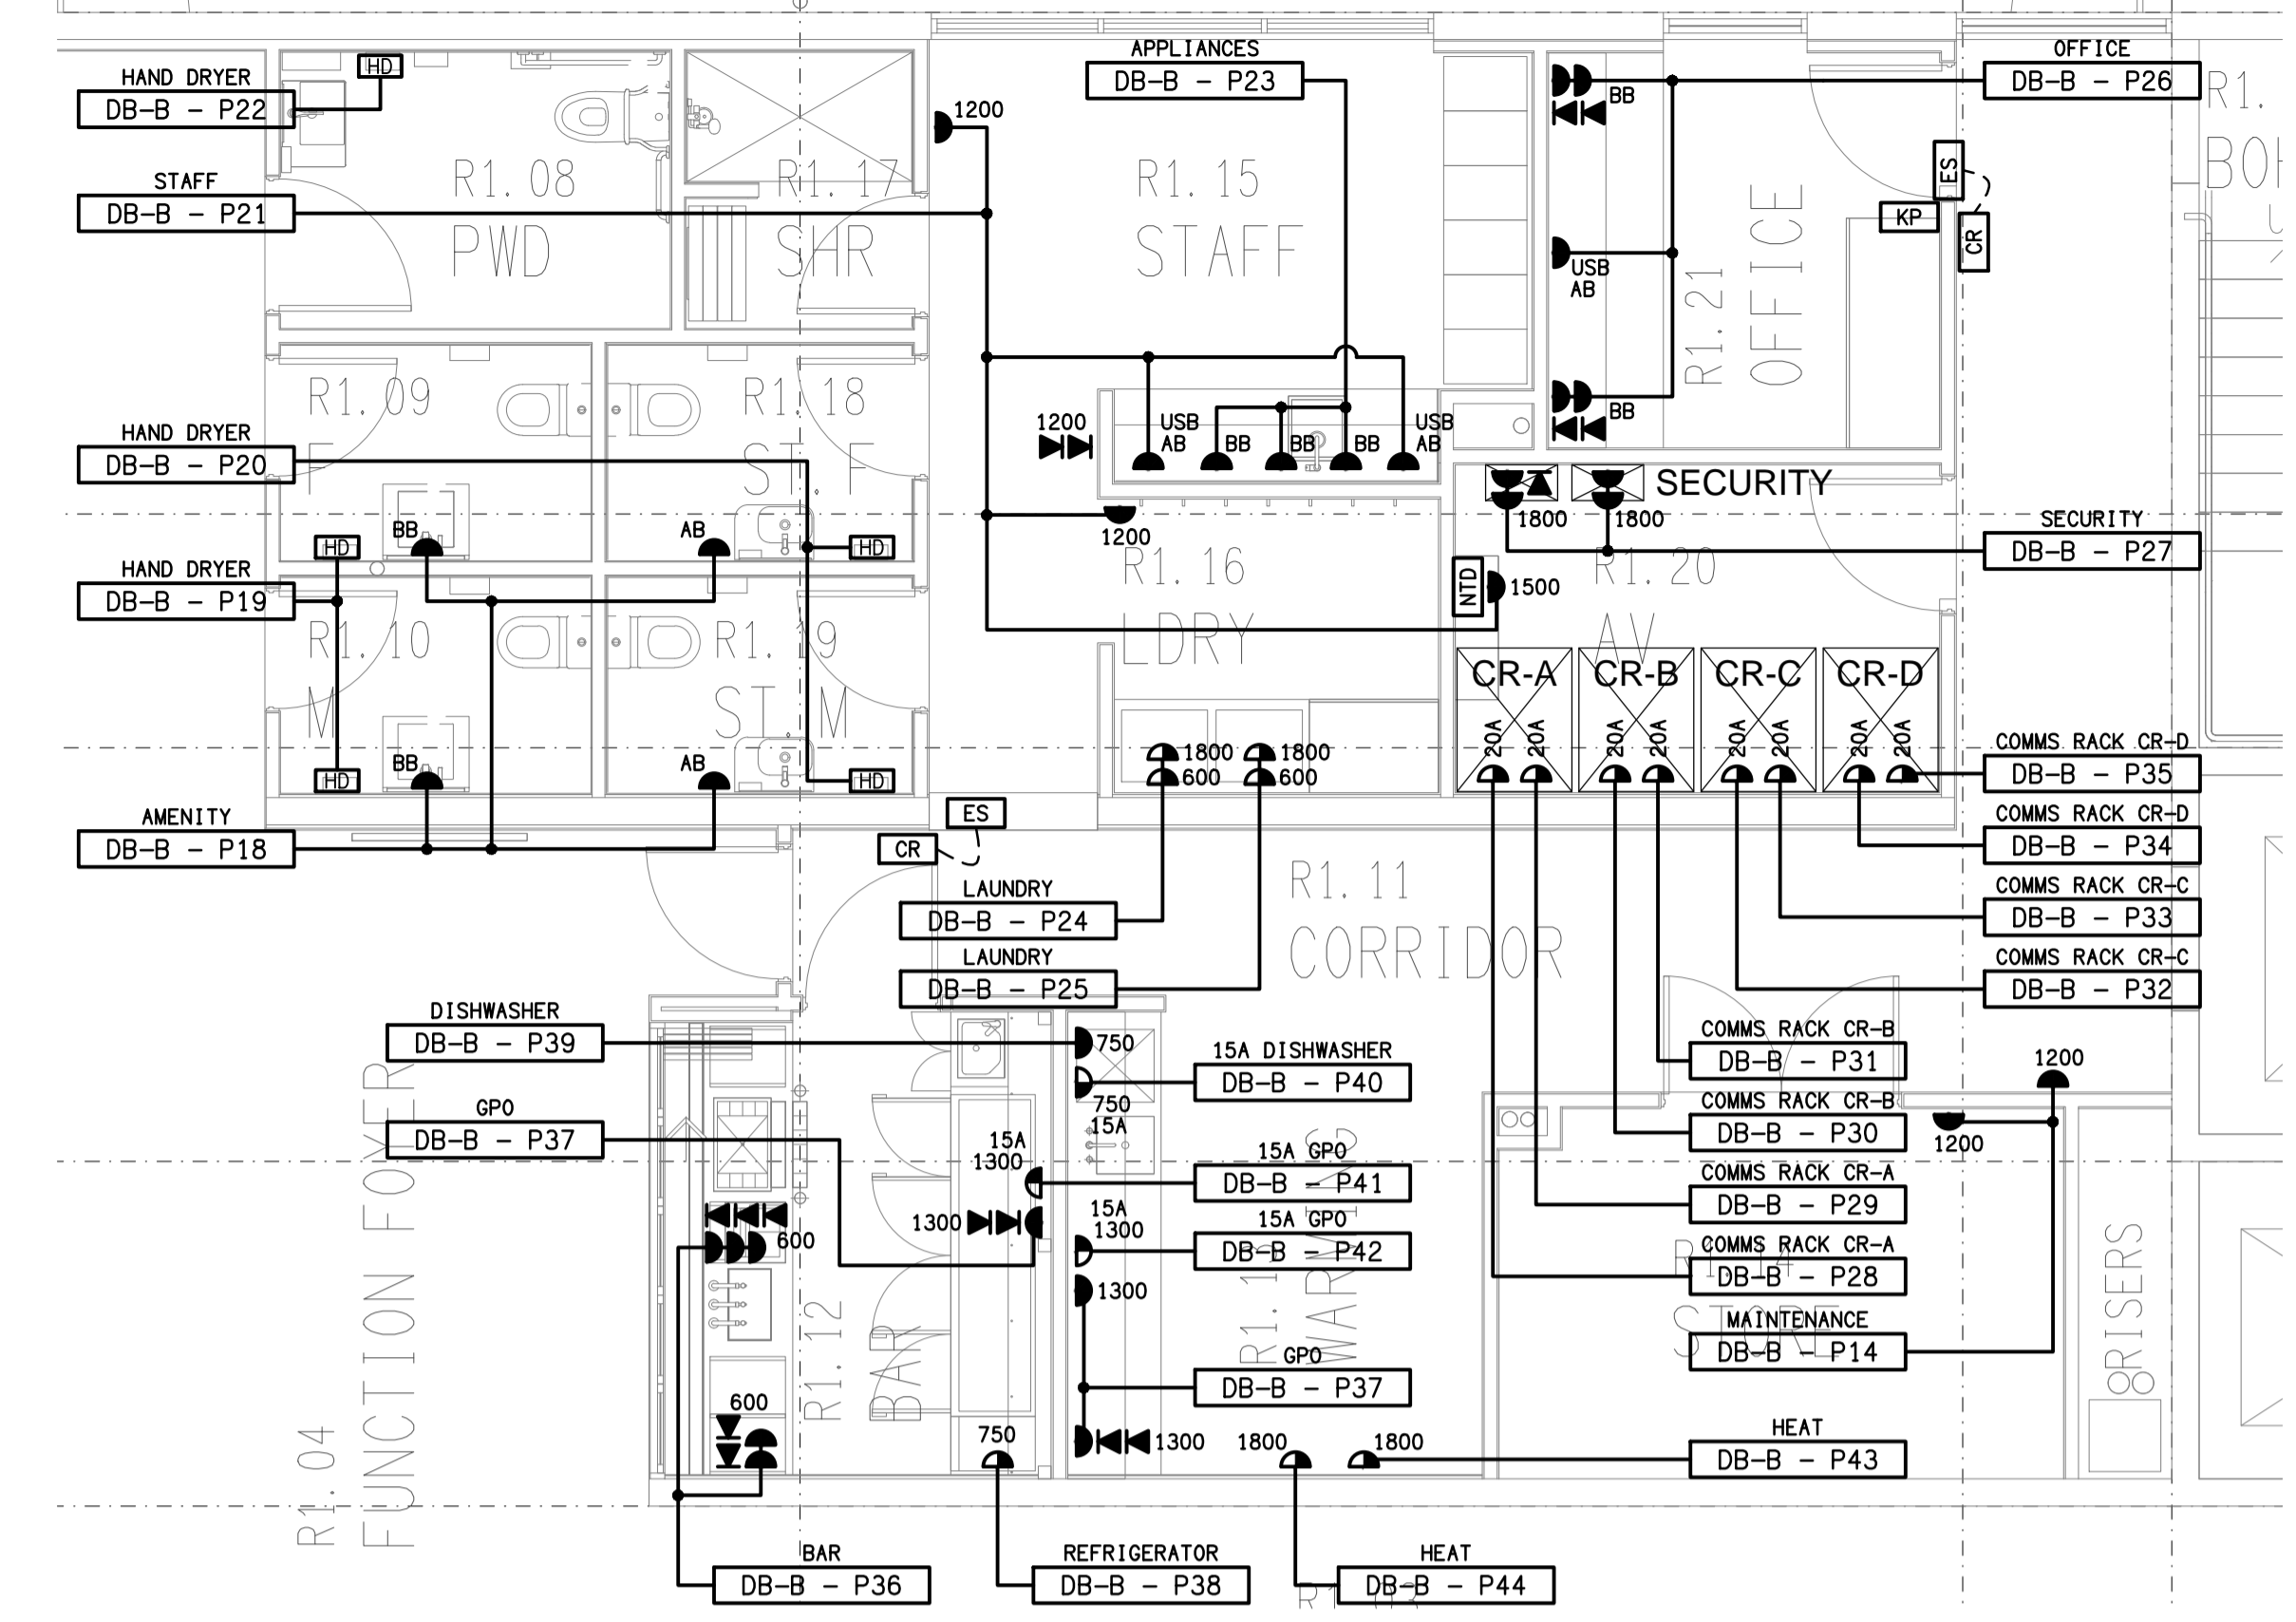 HAND DRYER
DB-B - P22
HD
STAFF
DB-B - P21
R1.08
PWD
R1.17
SHR
1200
APPLIANCES
DB-B - P23
R1.15
STAFF
BB
USB
AB
BB
R1.21
OFFICE
OFFICE
DB-B - P26
ES
KP
CR
R1.
HAND DRYER
DB-B - P20
R1.09
F
R1.18
ST. F
HD
BB
AB
HD
1200
USB
AB
BB
BB
BB
USB
AB
1200
SECURITY
1800
1800
SECURITY
DB-B - P27
HAND DRYER
DB-B - P19
R1.10
M
R1.19
ST. M
HD
BB
AB
HD
AMENITY
DB-B - P18
R1.16
LDRY
1800
600
1800
600
NTD
1500
R1.20
AV
CR-A
CR-B
CR-C
CR-D
20A
20A
20A
20A
20A
20A
20A
20A
COMMS RACK CR-D
DB-B - P35
COMMS RACK CR-D
DB-B - P34
COMMS RACK CR-C
DB-B - P33
COMMS RACK CR-C
DB-B - P32
ES
CR
LAUNDRY
DB-B - P24
LAUNDRY
DB-B - P25
R1.11
CORRIDOR
DISHWASHER
DB-B - P39
GPO
DB-B - P37
750
15A DISHWASHER
DB-B - P40
750
15A
15A
1300
15A GPO
DB-B - P41
15A
1300
15A GPO
DB-B - P42
1300
600
1300
R1.12
BAR
GPO
DB-B - P37
1300
600
750
1800
1800
COMMS RACK CR-B
DB-B - P31
COMMS RACK CR-B
DB-B - P30
COMMS RACK CR-A
DB-B - P29
COMMS RACK CR-A
DB-B - P28
R1.14
STORE
MAINTENANCE
DB-B - P14
HEAT
DB-B - P43
1200
1200
RISERS
R1.04
FUNCTION FOYER
BAR
DB-B - P36
REFRIGERATOR
DB-B - P38
HEAT
DB-B - P44